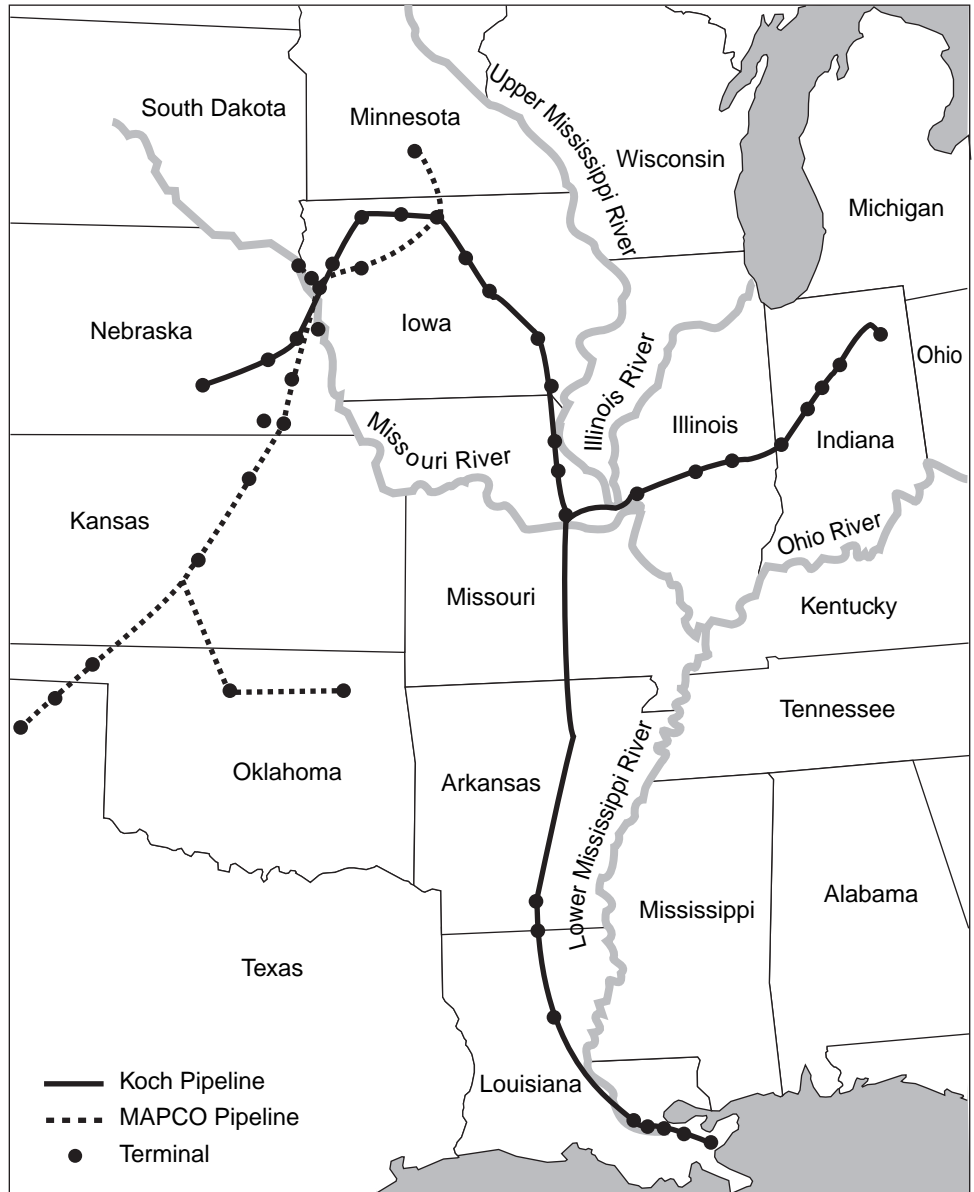 South Dakota
Minnesota
Upper Mississippi River
Wisconsin
Michigan
Nebraska
Iowa
Illinois River
Ohio
Missouri River
Illinois
Indiana
Kansas
Ohio River
Missouri
Kentucky
Tennessee
Oklahoma
Arkansas
Lower Mississippi River
Mississippi
Alabama
Texas
Louisiana
Koch Pipeline
MAPCO Pipeline
Terminal